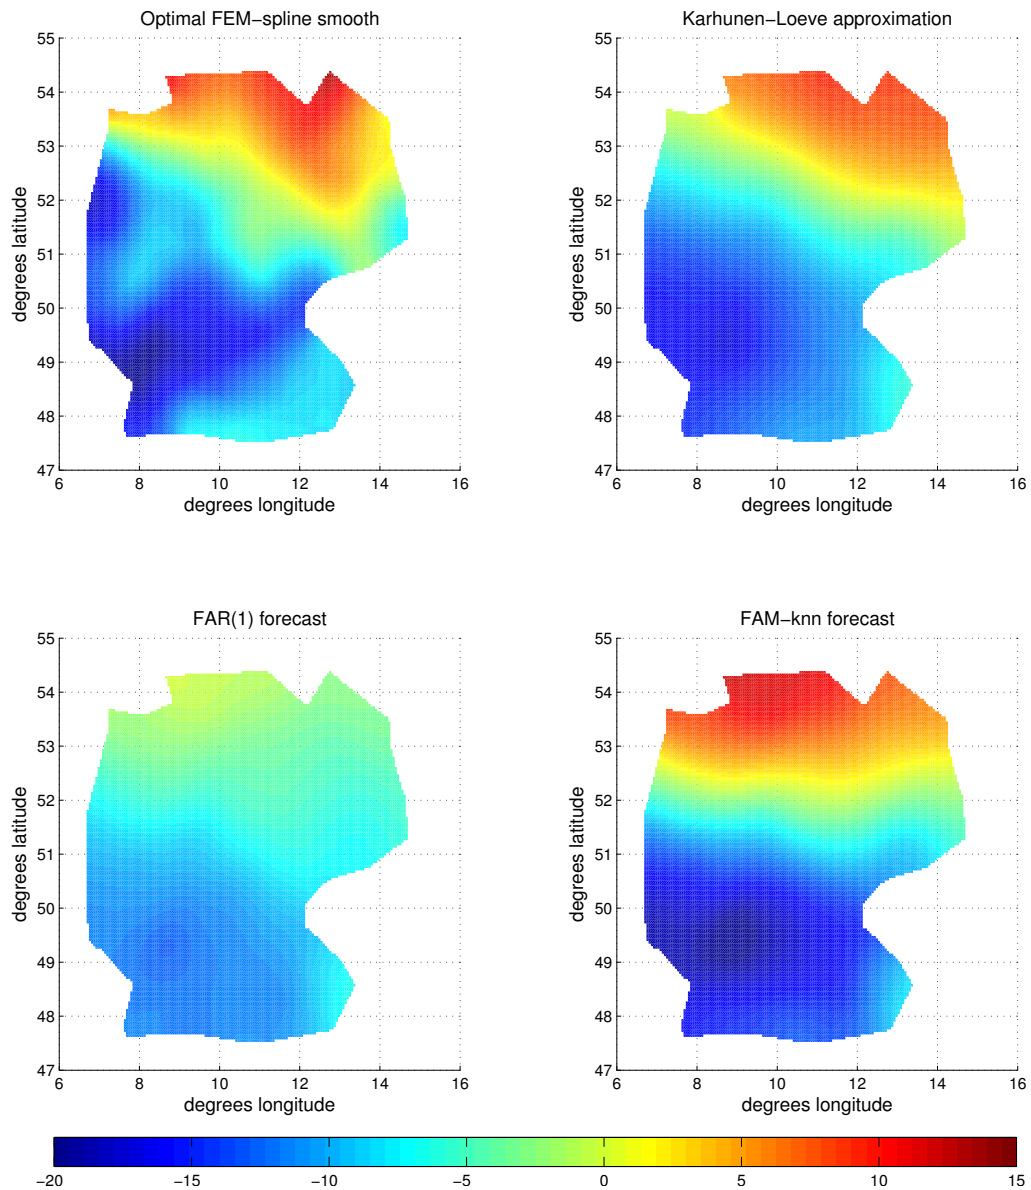 Optimal FEM−spline smooth
55
54
53
52
51
50
49
48
47
degrees latitude
6 8 10 12 14 16
degrees longitude
Karhunen−Loeve approximation
55
54
53
52
51
50
49
48
47
degrees latitude
6 8 10 12 14 16
degrees longitude
FAR(1) forecast
55
54
53
52
51
50
49
48
47
degrees latitude
6 8 10 12 14 16
degrees longitude
FAM−knn forecast
55
54
53
52
51
50
49
48
47
degrees latitude
6 8 10 12 14 16
degrees longitude
−20 −15 −10 −5 0 5 10 15